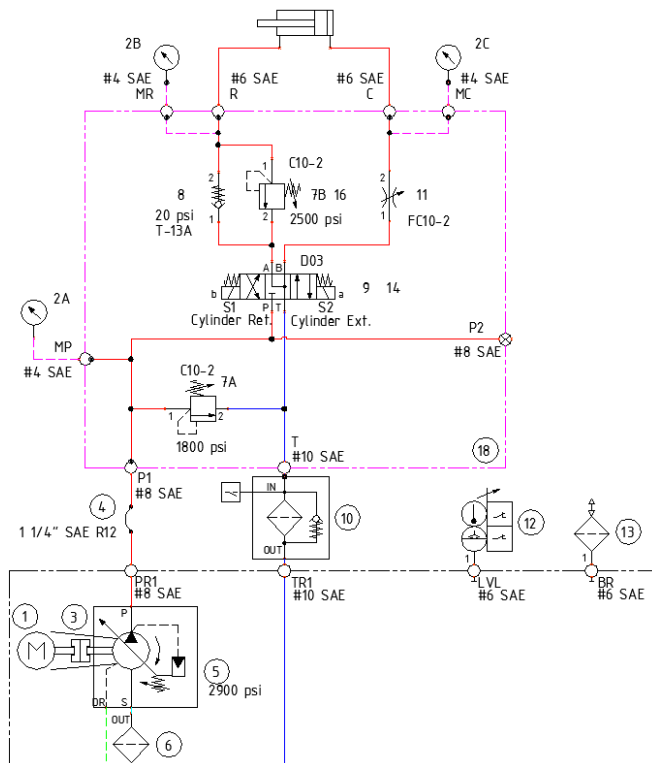 2B
2C
#4 SAE
MR
#6 SAE
R
#6 SAE
C
#4 SAE
MC
C10-2
1
2
2
8
7B 16
11
20 psi
T-13A
2500 psi
FC10-2
1
2
1
A B
D03
b
a
9 14
S1
P T
S2
2A
Cylinder Ret.
Cylinder Ext.
P2
#8 SAE
MP
#4 SAE
C10-2
7A
1
2
1800 psi
18
T
#10 SAE
P1
#8 SAE
4
IN
10
12
13
1 1/4" SAE R12
OUT
1
1
PR1
#8 SAE
TR1
#10 SAE
LVL
#6 SAE
BR
#6 SAE
P
1
3
M
5
2900 psi
DR
S
OUT
6